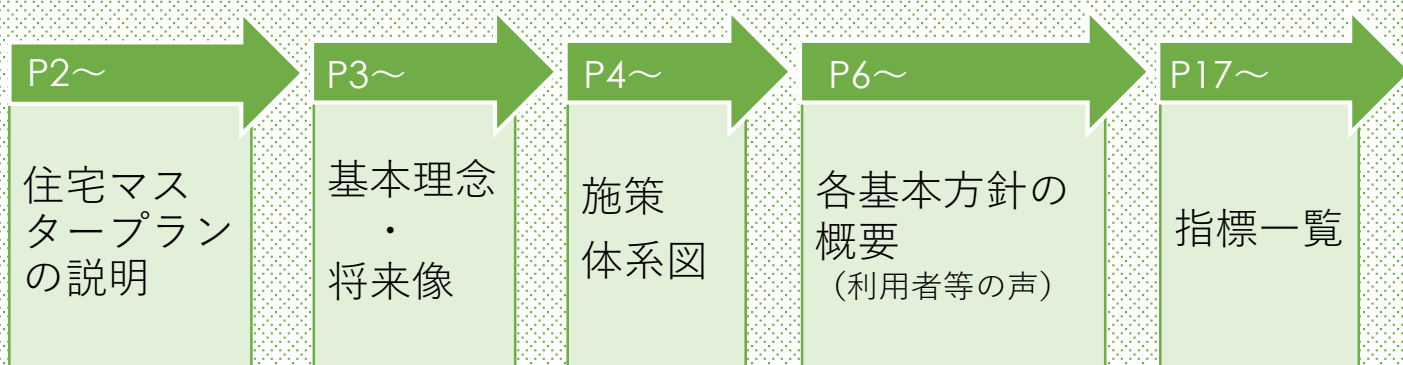 P2～
住宅マス
タープラン
の説明
P3～
基本理念
・
将来像
P4～
施策
体系図
P6～
各基本方針の
概要
（利用者等の声）
P17～
指標一覧